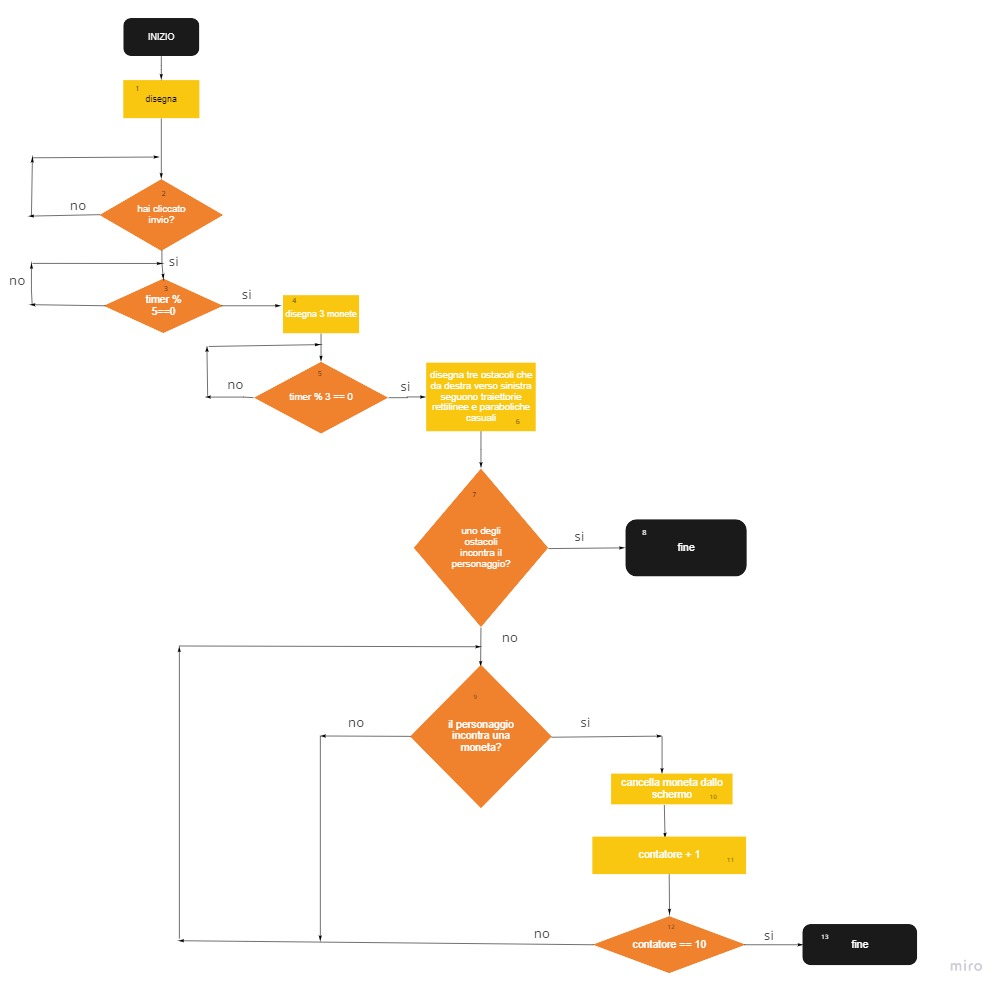 INIZIO
1
disegna
2
hai cliccato
invio?
no
si
no
3
timer %
5==0
si
4
disegna 3 monete
5
timer % 3 == 0
no
si
disegna tre ostacoli che
da destra verso sinistra
seguono traiettorie
rettilinee e paraboliche
casuali
6
7
uno degli
ostacoli
incontra il
personaggio?
si
8
fine
no
9
il personaggio
incontra una
moneta?
no
si
cancella moneta dallo
schermo
10
contatore + 1
11
12
contatore == 10
no
si
13
fine
miro